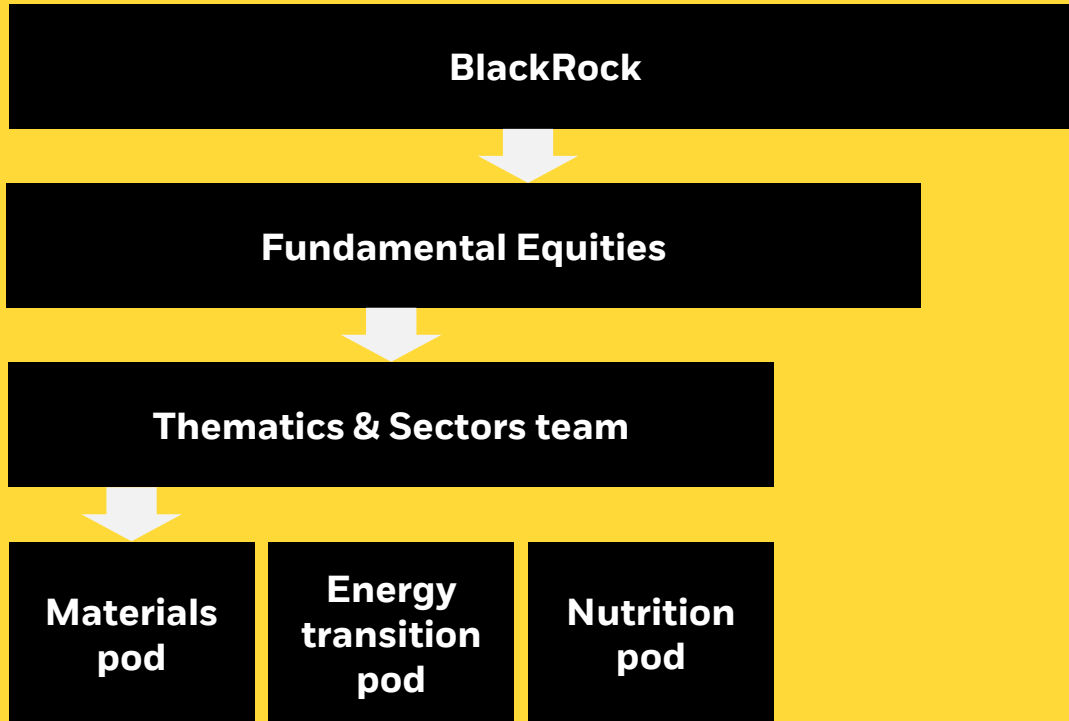 BlackRock
Fundamental Equities
Thematics & Sectors team
Materials
pod
Energy
transition
pod
Nutrition
pod